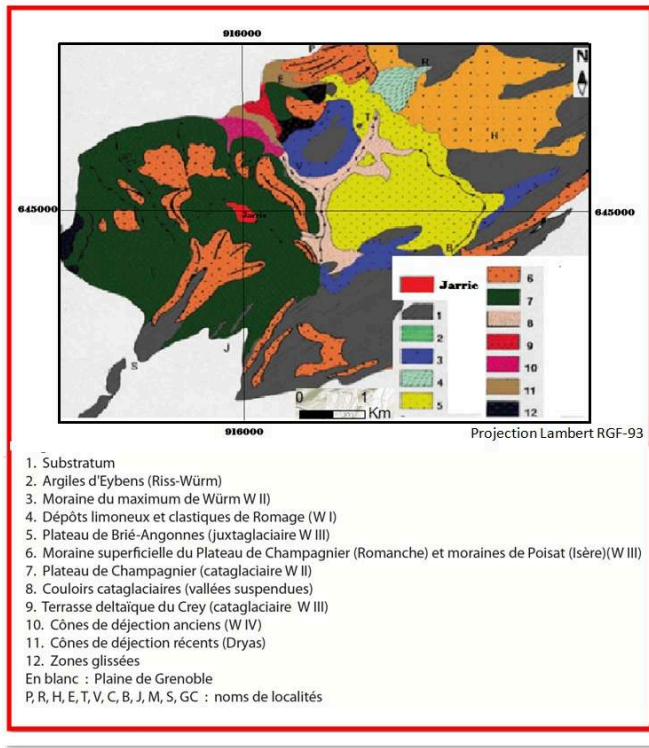 916000
P
N
R
E
T
H
V
645000
Jarrie
645000
B
Jarrie
1
2
3
4
5
6
7
8
9
10
11
12
J
S
0 1
Km
916000
Projection Lambert RGF-93
1. Substratum
2. Argiles d'Eybens (Riss-Würm)
3. Moraine du maximum de Würm W II)
4. Dépôts limoneux et clastiques de Romage (W I)
5. Plateau de Brié-Angonnes (juxtaglaciaire W III)
6. Moraine superficielle du Plateau de Champagnier (Romanche) et moraines de Poisat (Isère)(W III)
7. Plateau de Champagnier (cataglaciaire W II)
8. Couloirs cataglaciaires (vallées suspendues)
9. Terrasse deltaïque du Crey (cataglaciaire W III)
10. Cônes de déjection anciens (W IV)
11. Cônes de déjection récents (Dryas)
12. Zones glissées
En blanc : Plaine de Grenoble
P, R, H, E, T, V, C, B, J, M, S, GC : noms de localités